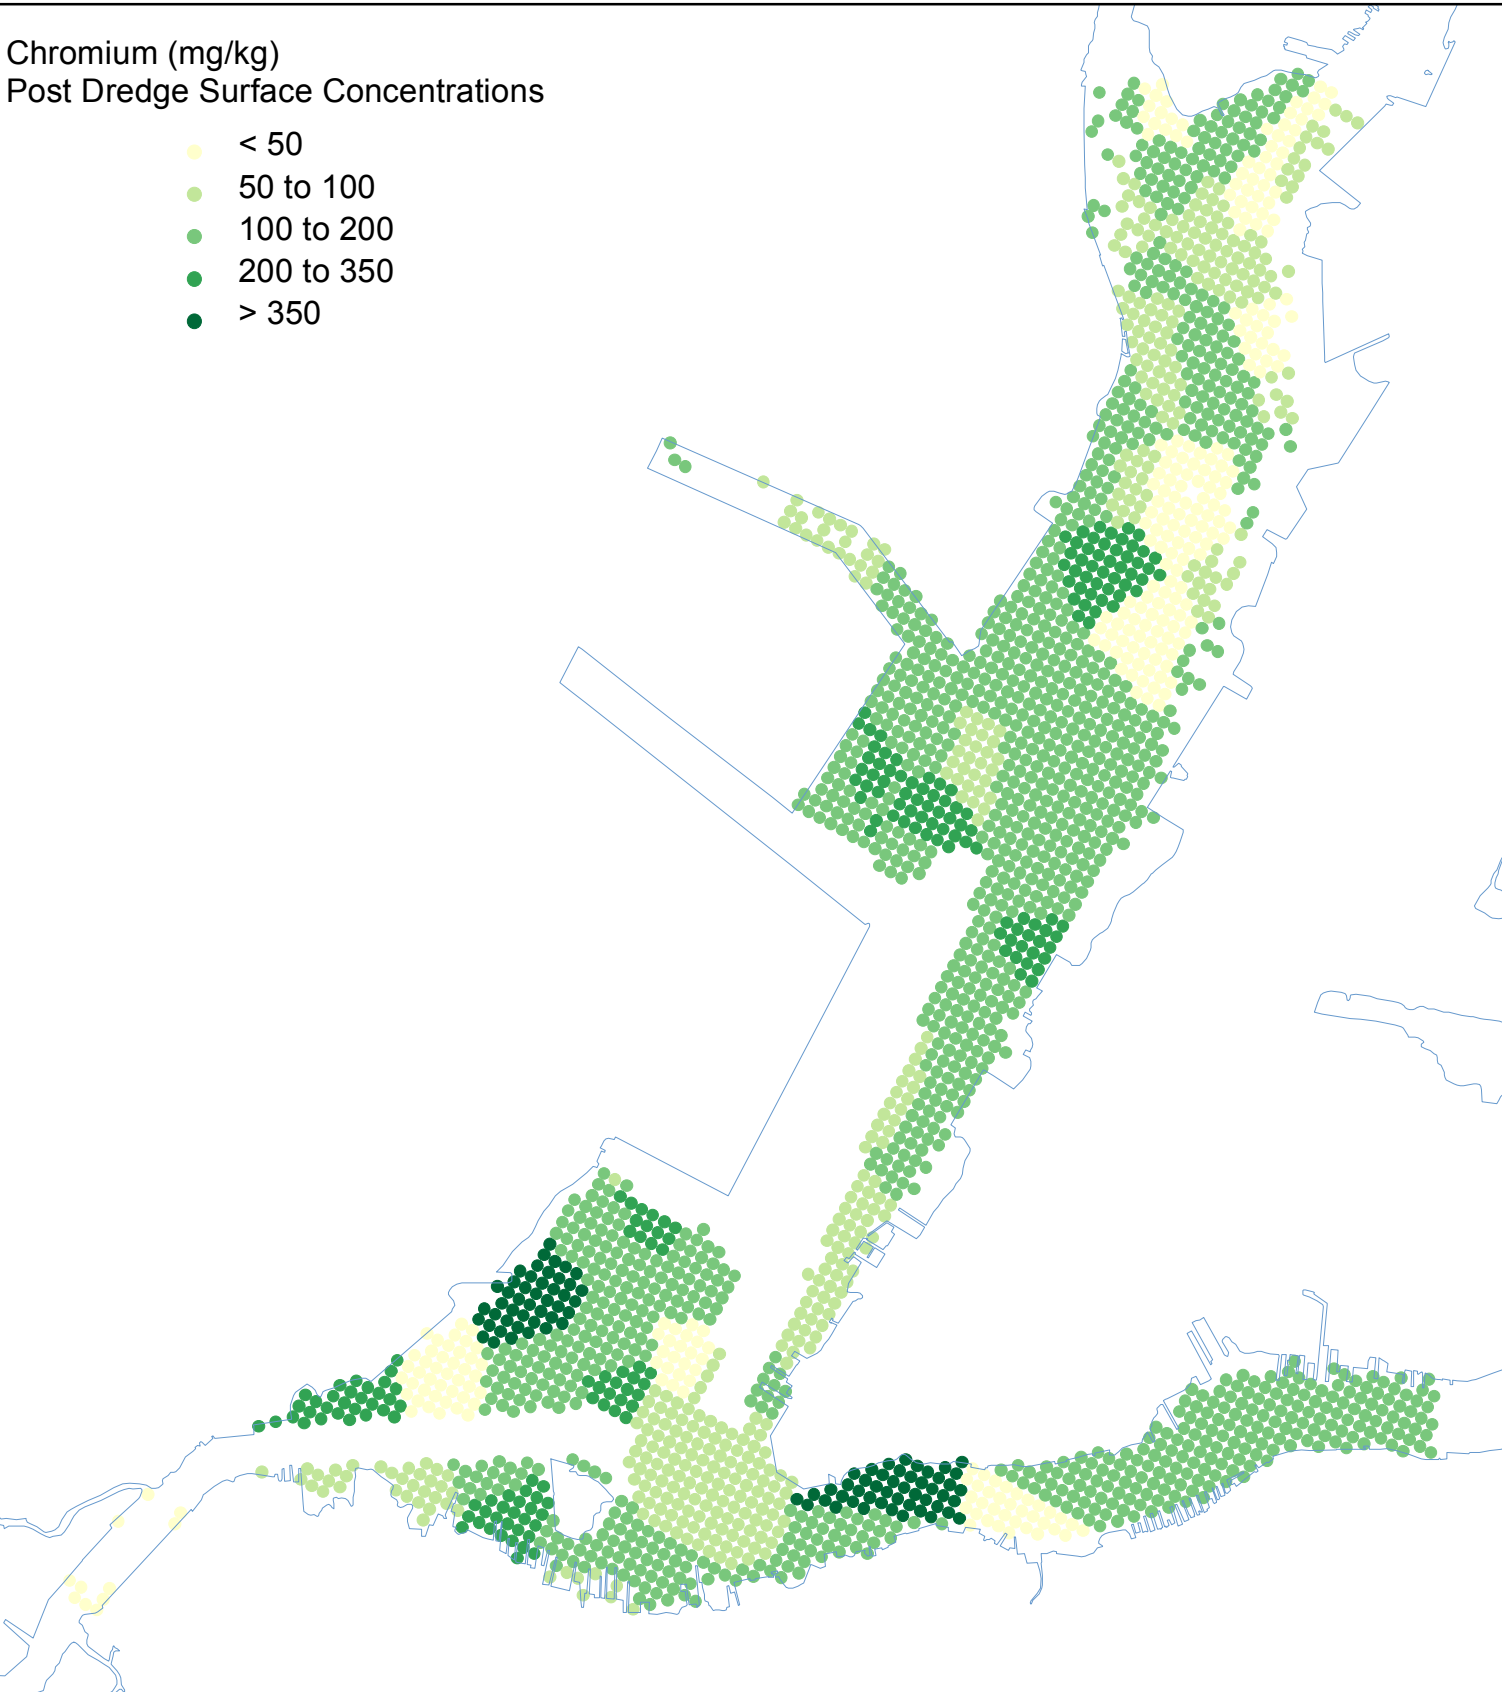 Chromium (mg/kg)
Post Dredge Surface Concentrations
< 50
50 to 100
100 to 200
200 to 350
> 350